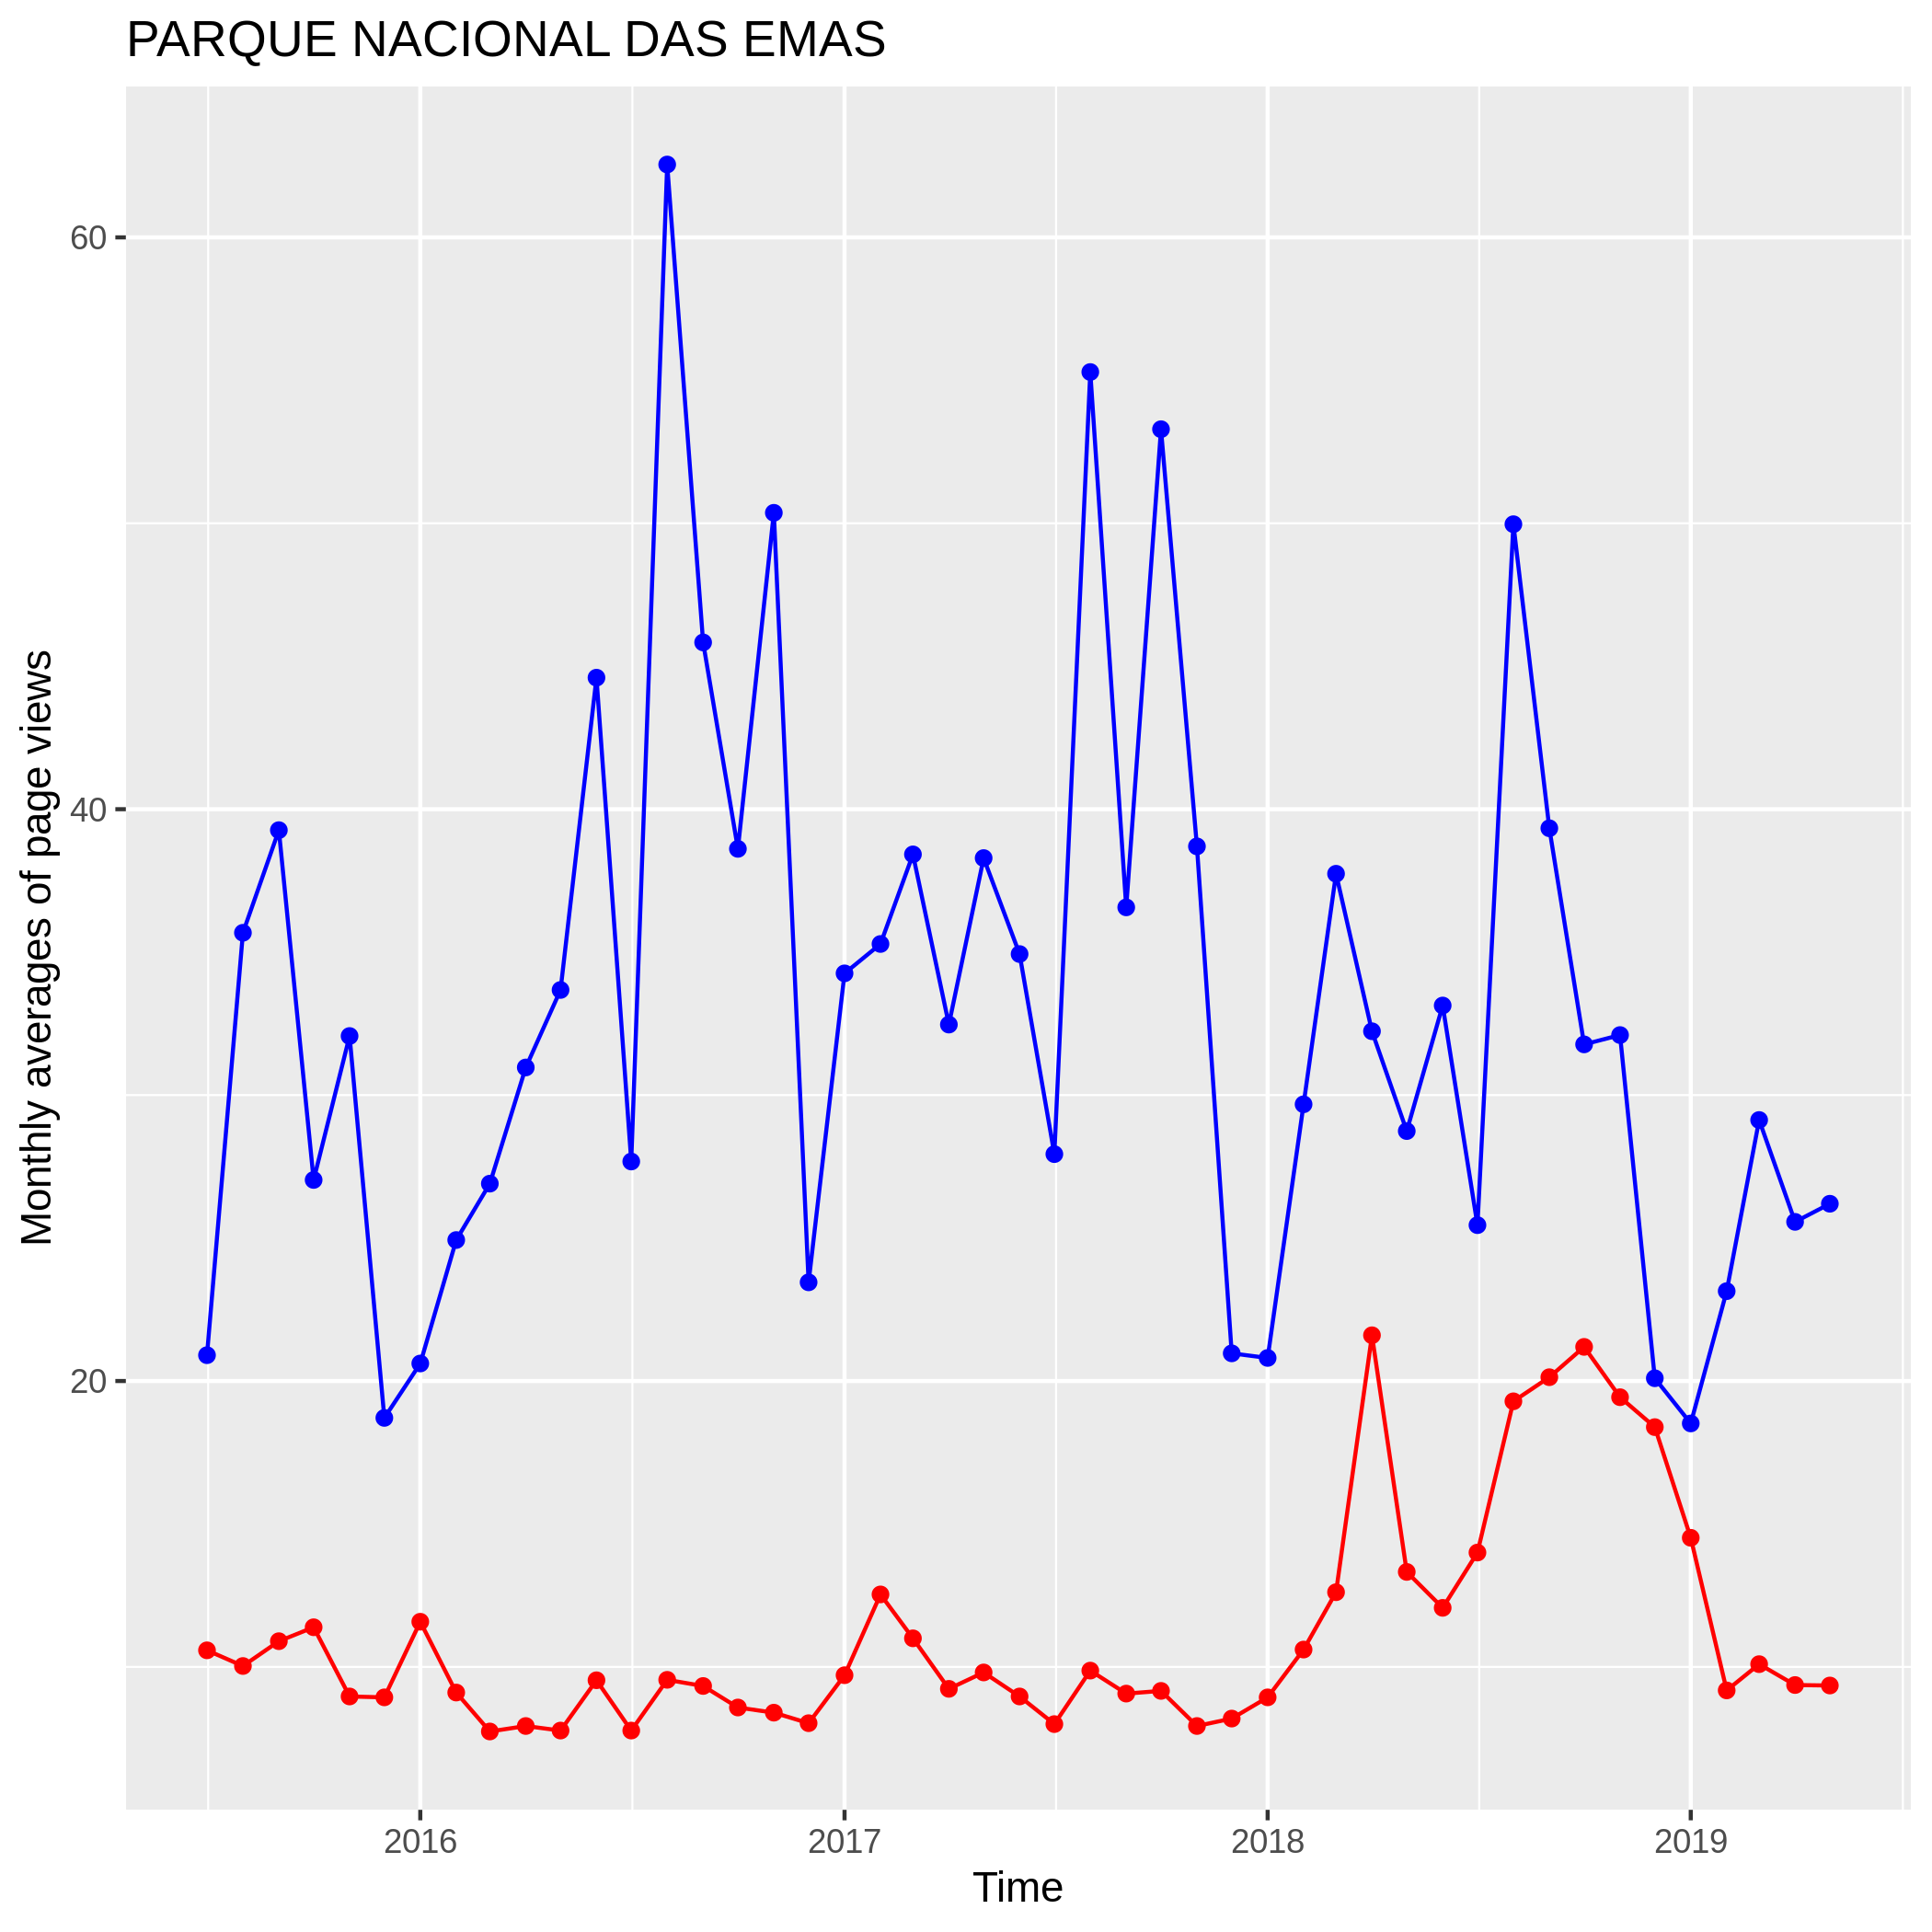 PARQUE NACIONAL DAS EMAS
Monthly averages of page views
60
40
20
2016
2017
2018
2019
Time